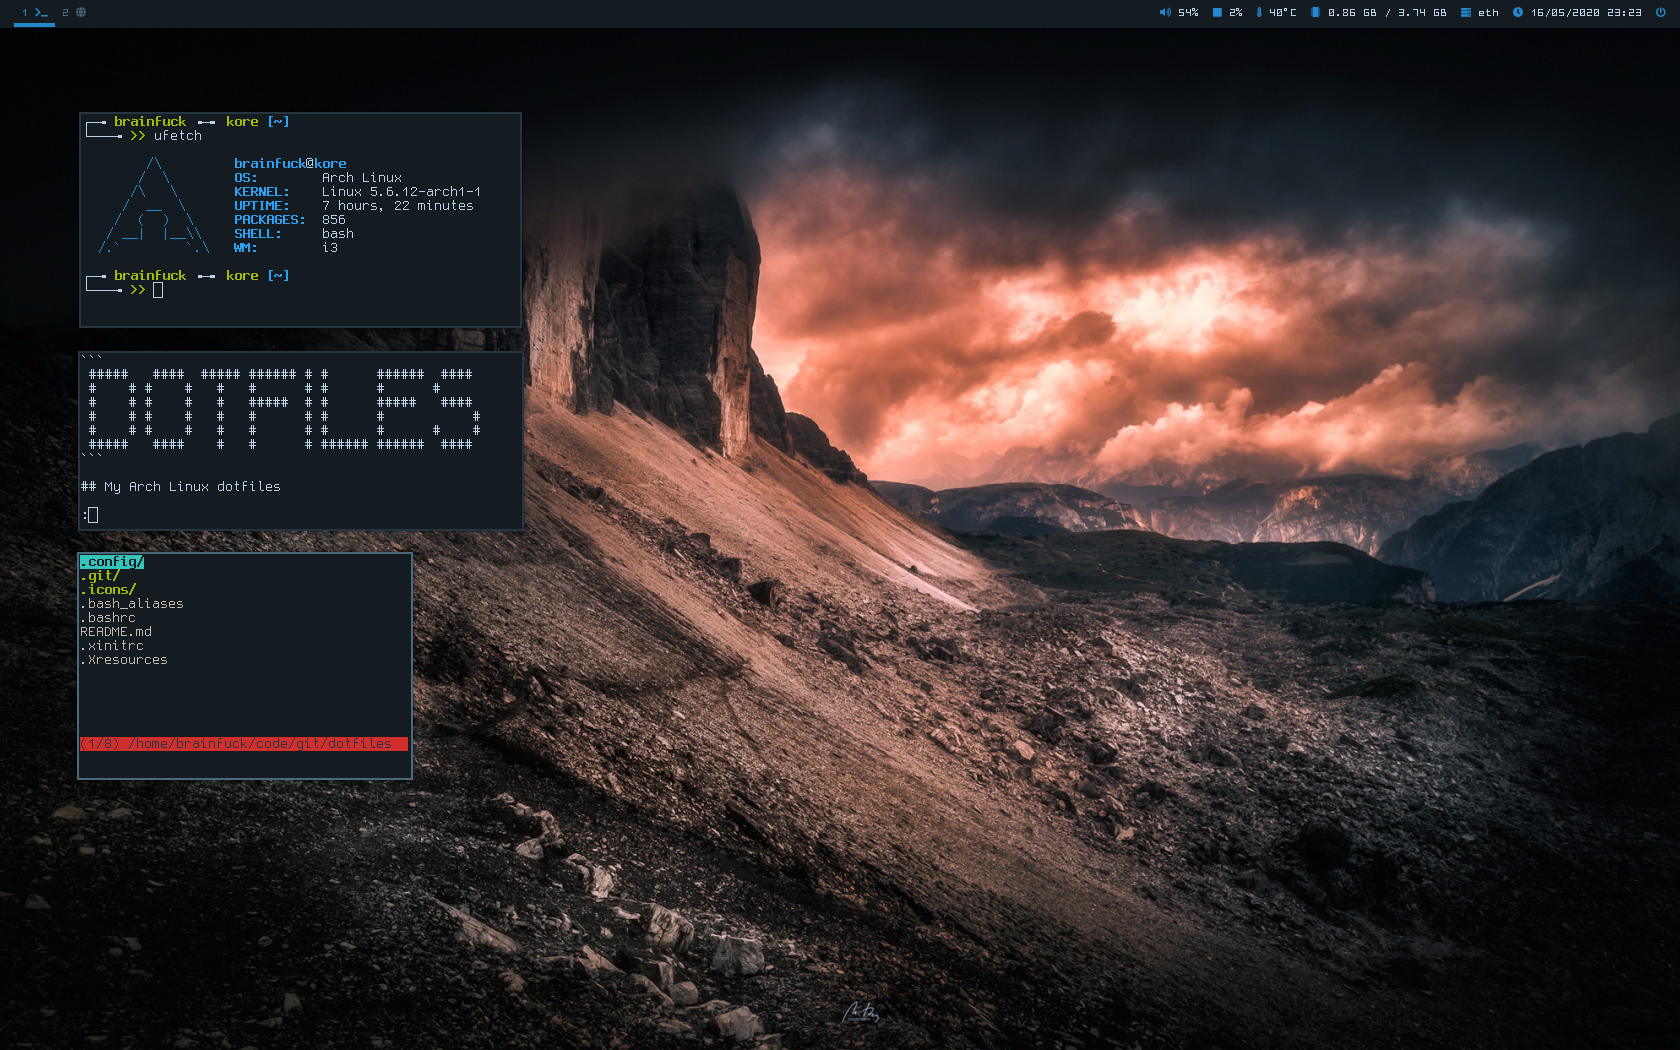 1 >_ 2
54% 2% 40°C 0.86 GB / 3.74 GB eth 16/05/2020 23:23
brainfuck kore [~]
>> ufetch
brainfuck@kore
OS: Arch Linux
KERNEL: Linux 5.6.12-arch1-1
UPTIME: 7 hours, 22 minutes
PACKAGES: 856
SHELL: bash
WM: i3
brainfuck kore [~]
>>
```
DOTFILES
```
## My Arch Linux dotfiles
:
.config/
.git/
.icons/
.bash_aliases
.bashrc
README.md
.xinitrc
.Xresources
(1/8) /home/brainfuck/code/git/dotfiles